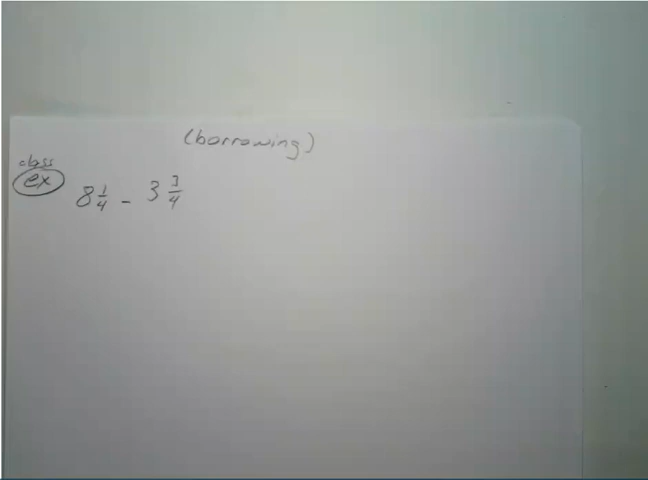 (borrowing)
class
ex 8 1/4 - 3 3/4